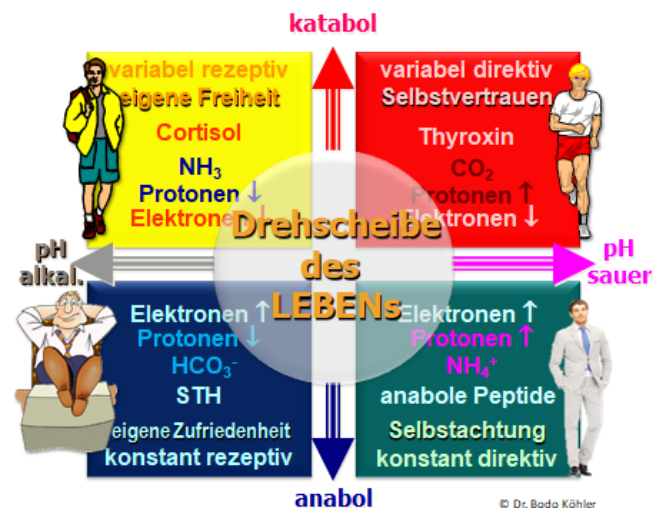 katabol
variabel rezeptiv
eigene Freiheit
Cortisol
NH₃
Protonen ↓
Elektronen ↓
variabel direktiv
Selbstvertrauen
Thyroxin
CO₂
Protonen ↑
Elektronen ↓
pH
alkal.
Drehscheibe
des
LEBENs
pH
sauer
Elektronen ↑
Protonen ↓
HCO₃⁻
STH
eigene Zufriedenheit
konstant rezeptiv
Elektronen ↑
Protonen ↑
NH₄⁺
anabole Peptide
Selbstachtung
konstant direktiv
anabol
© Dr. Bodo Köhler